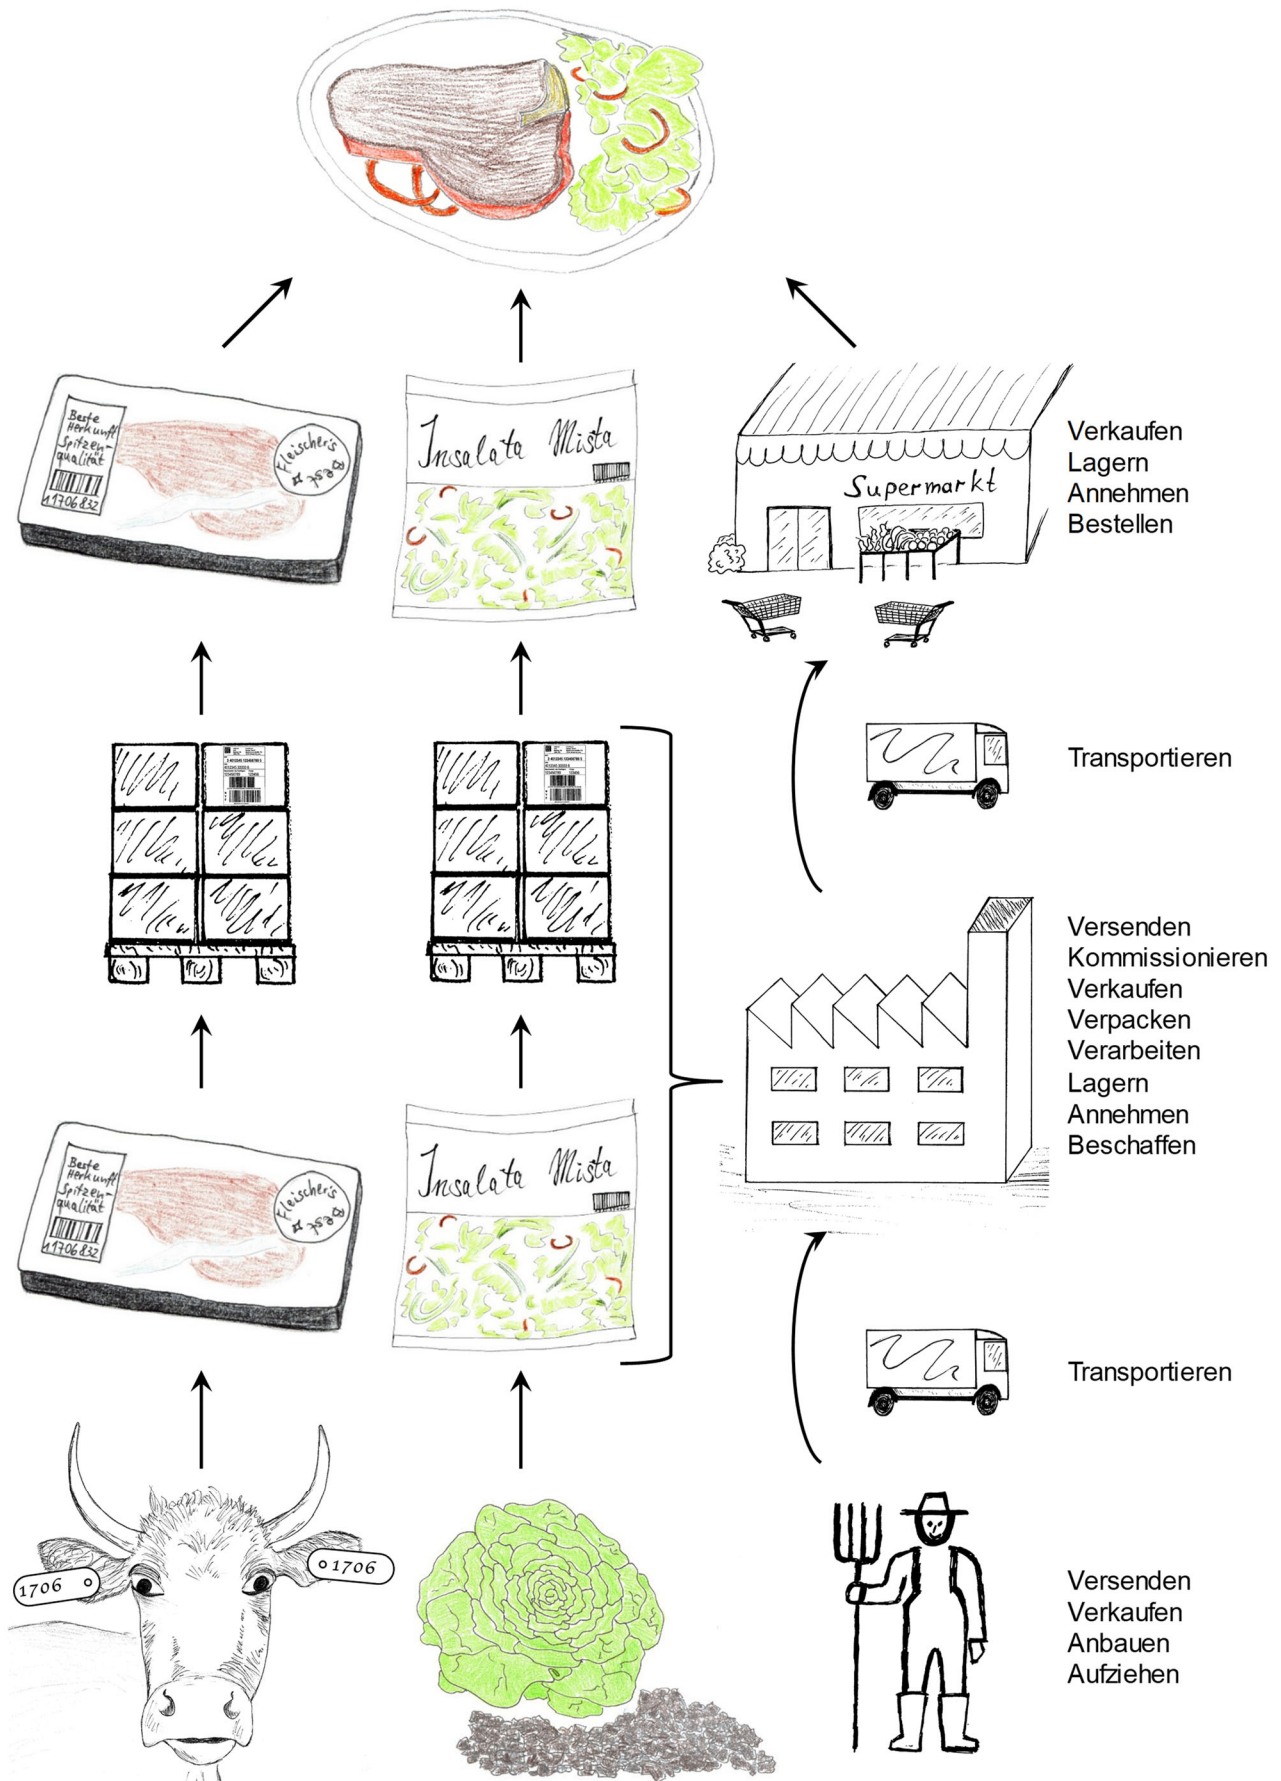 Beste
Herkunft
Spitzen-
qualität
11706832
Fleischer's
Best
Insalata Mista
Supermarkt
Verkaufen
Lagern
Annehmen
Bestellen
Transportieren
Versenden
Kommissionieren
Verkaufen
Verpacken
Verarbeiten
Lagern
Annehmen
Beschaffen
Beste
Herkunft
Spitzen-
qualität
11706832
Fleischer's
Best
Insalata Mista
Transportieren
1706
1706
Versenden
Verkaufen
Anbauen
Aufziehen